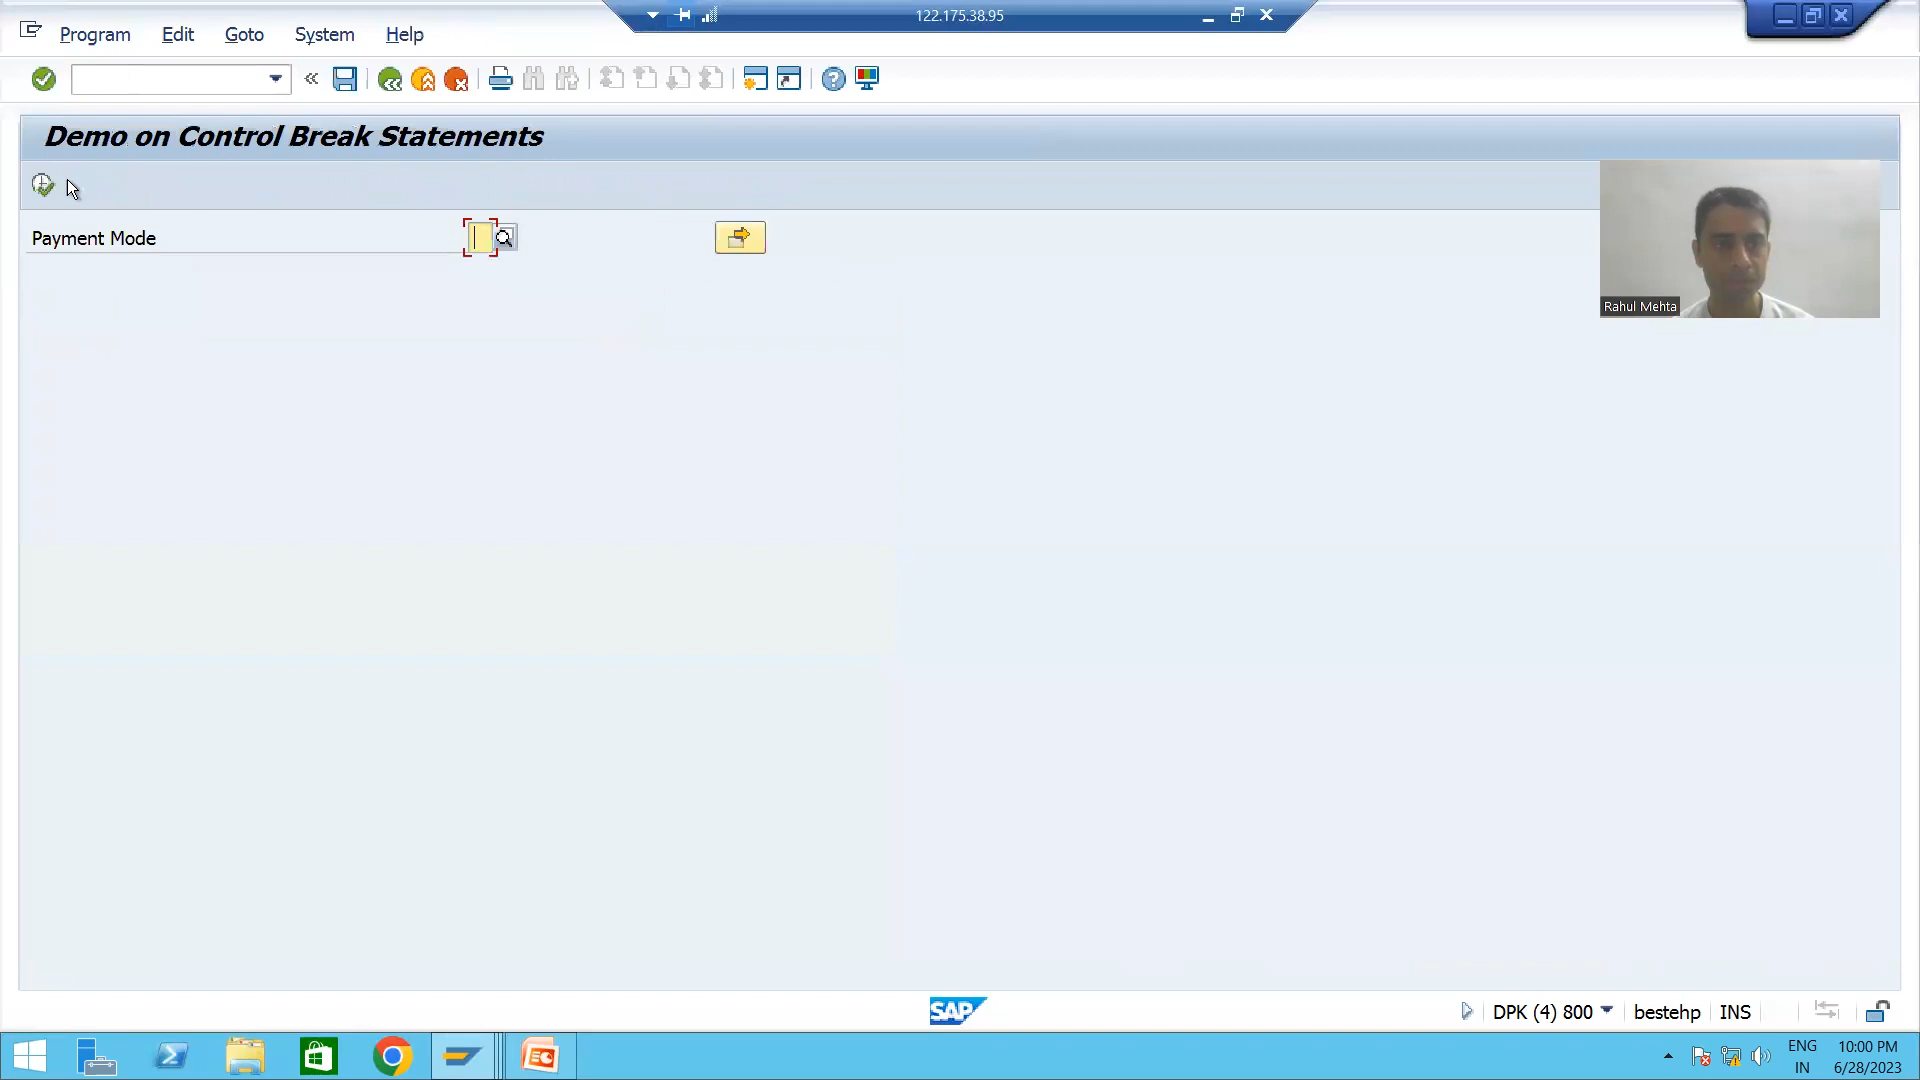 122.175.38.95
Program Edit Goto System Help
Demo on Control Break Statements
Payment Mode
Rahul Mehta
SAP
DPK (4) 800 bestehp INS
ENG 10:00 PM
IN 6/28/2023